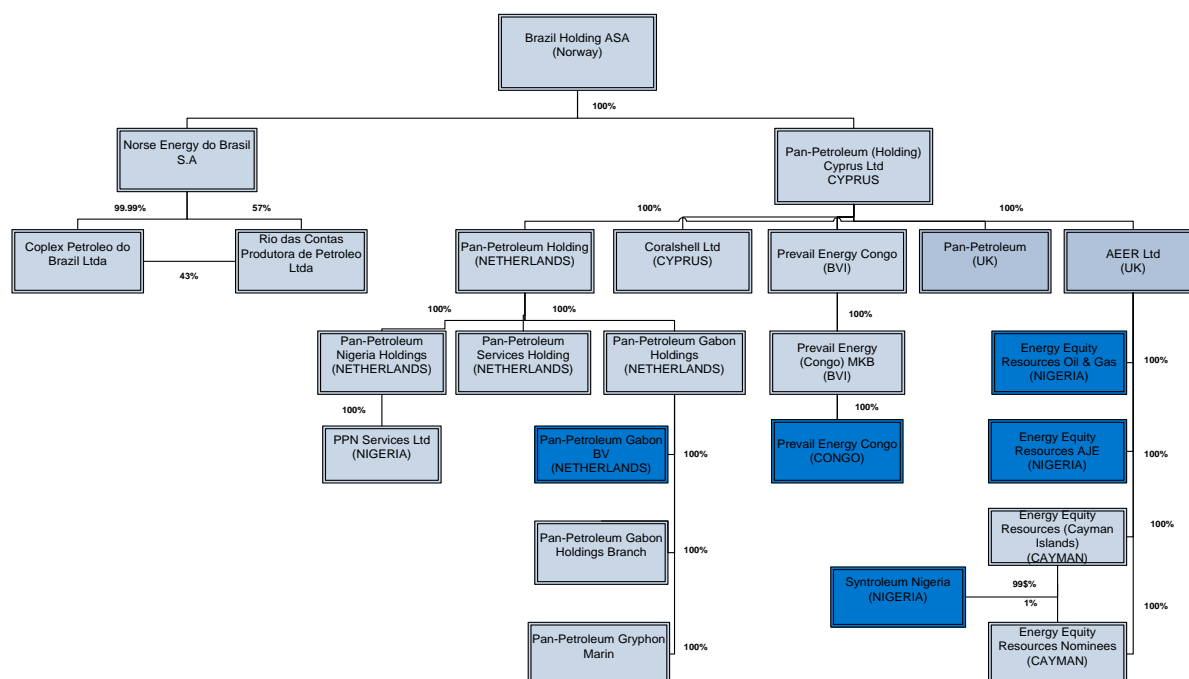 Brazil Holding ASA
(Norway)
100%
Norse Energy do Brasil
S.A
Pan-Petroleum (Holding)
Cyprus Ltd
CYPRUS
99.99%
57%
100%
100%
Coplex Petroleo do
Brazil Ltda
43%
Rio das Contas
Produtora de Petroleo
Ltda
Pan-Petroleum Holding
(NETHERLANDS)
Coralshell Ltd
(CYPRUS)
Prevail Energy Congo
(BVI)
Pan-Petroleum
(UK)
AEER Ltd
(UK)
100%
100%
100%
Pan-Petroleum
Nigeria Holdings
(NETHERLANDS)
Pan-Petroleum
Services Holding
(NETHERLANDS)
Pan-Petroleum Gabon
Holdings
(NETHERLANDS)
Prevail Energy
(Congo) MKB
(BVI)
Energy Equity
Resources Oil & Gas
(NIGERIA)
100%
100%
100%
PPN Services Ltd
(NIGERIA)
Pan-Petroleum Gabon
BV
(NETHERLANDS)
100%
Prevail Energy Congo
(CONGO)
Energy Equity
Resources AJE
(NIGERIA)
100%
Pan-Petroleum Gabon
Holdings Branch
100%
Energy Equity
Resources (Cayman
Islands)
(CAYMAN)
100%
Syntroleum Nigeria
(NIGERIA)
99$%
1%
100%
Pan-Petroleum Gryphon
Marin
100%
Energy Equity
Resources Nominees
(CAYMAN)